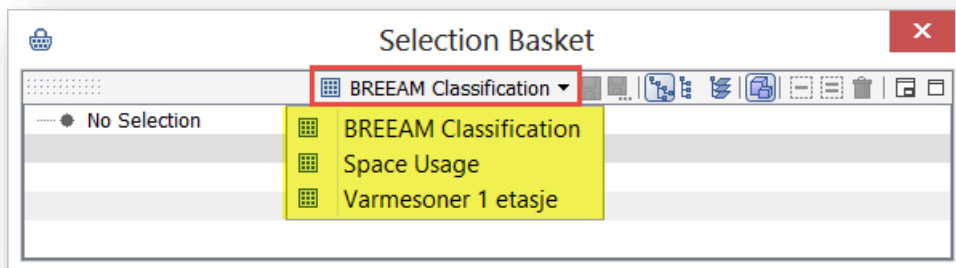 Selection Basket
BREEAM Classification
No Selection
BREEAM Classification
Space Usage
Varmesoner 1 etasje